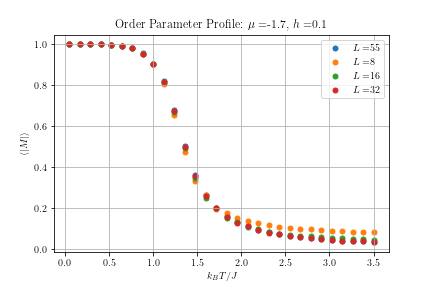 Order Parameter Profile: μ =-1.7, h =0.1
1.0
0.8
0.6
0.4
0.2
0.0
⟨|M|⟩
L =55
L =8
L =16
L =32
0.0 0.5 1.0 1.5 2.0 2.5 3.0 3.5
k_BT/J